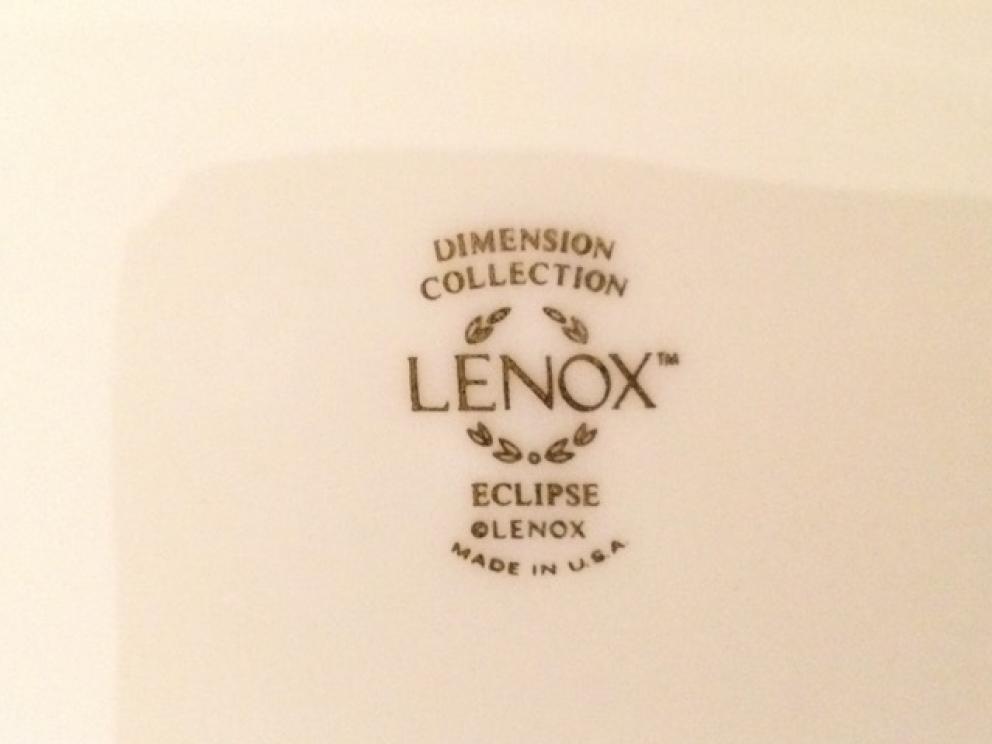 DIMENSION
COLLECTION
LENOX™
ECLIPSE
©LENOX
MADE IN U.S.A